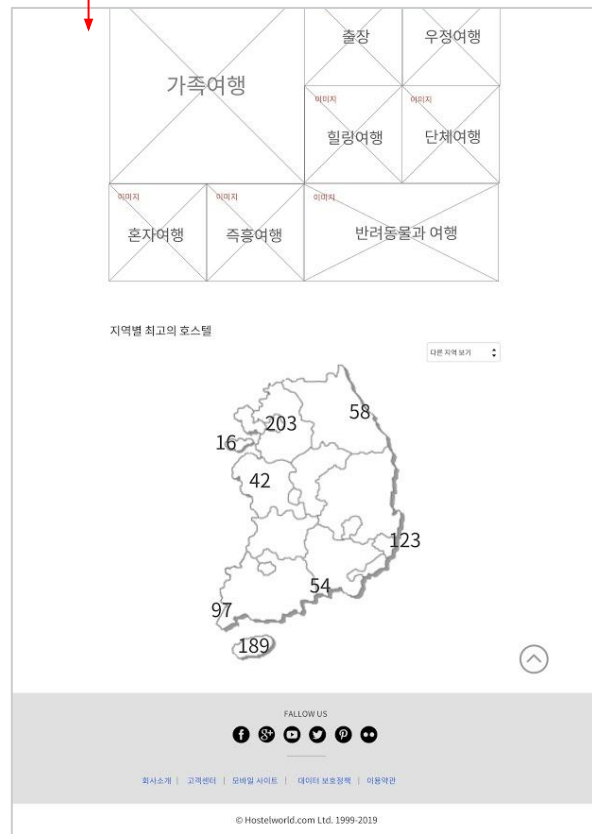 출장
우정여행
가족여행
이미지
이미지
힐링여행
단체여행
이미지
이미지
이미지
혼자여행
즉흥여행
반려동물과 여행
지역별 최고의 호스텔
다른 지역 보기
58
203
16
42
123
54
97
189
FALLOW US
회사소개 | 고객센터 | 모바일 사이트 | 데이터 보호정책 | 이용약관
© Hostelworld.com Ltd. 1999-2019